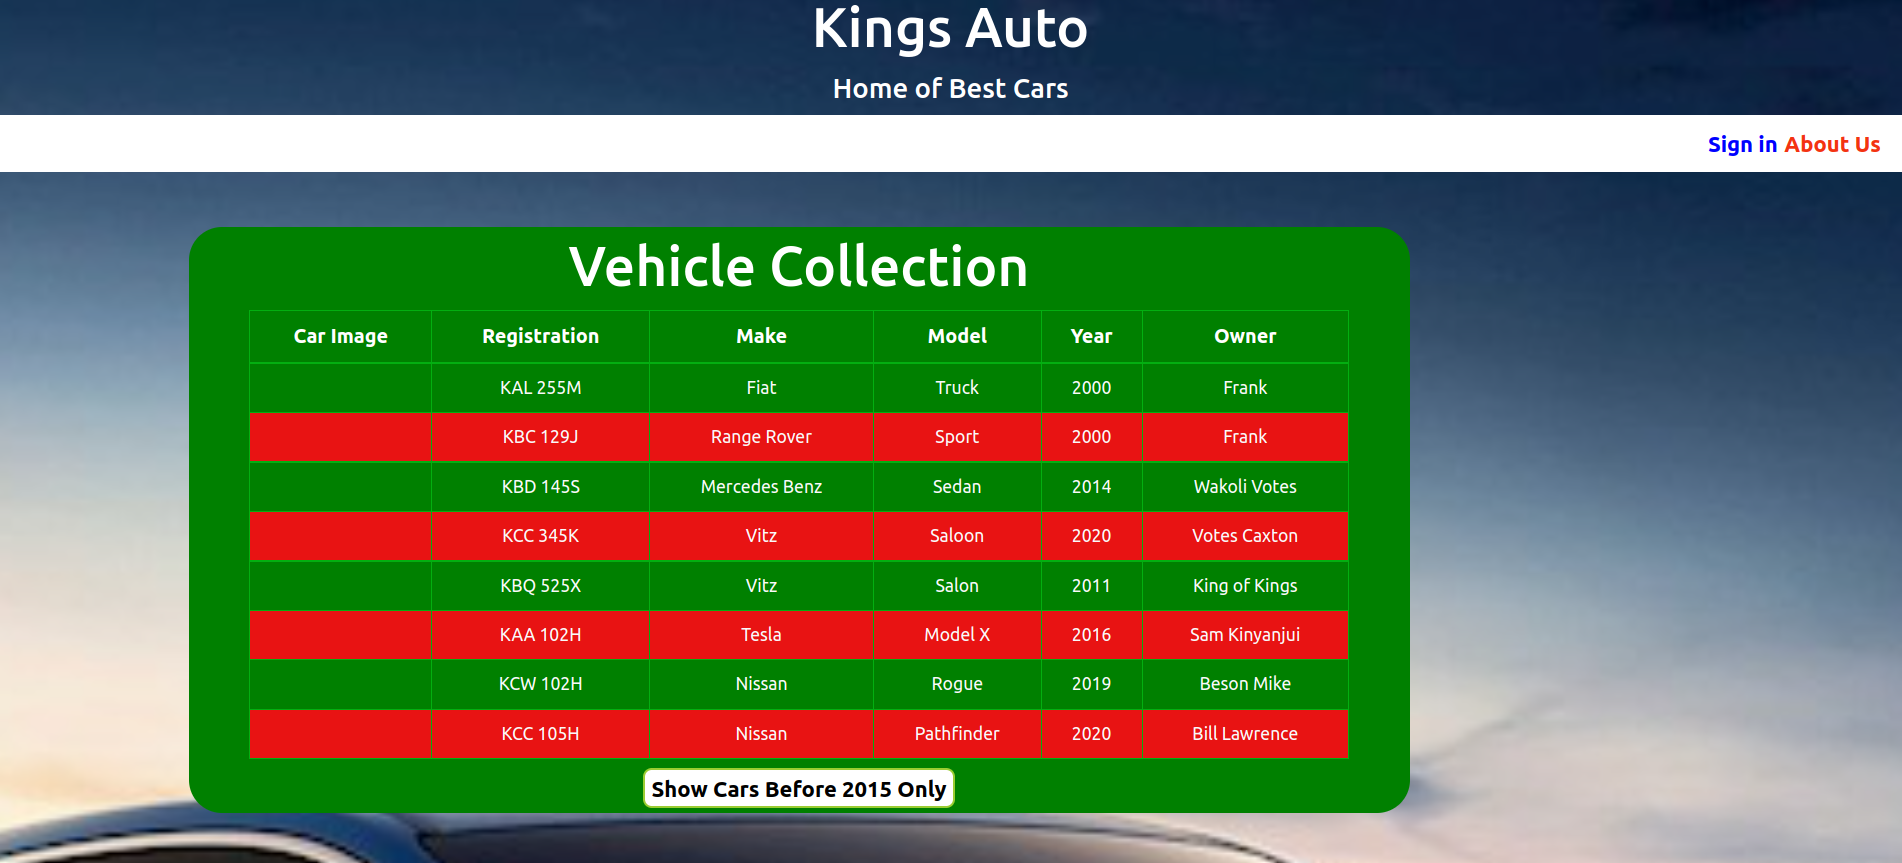 Kings Auto
Home of Best Cars
Sign in About Us
Vehicle Collection
Car Image Registration Make Model Year Owner
KAL 255M Fiat Truck 2000 Frank
KBC 129J Range Rover Sport 2000 Frank
KBD 145S Mercedes Benz Sedan 2014 Wakoli Votes
KCC 345K Vitz Saloon 2020 Votes Caxton
KBQ 525X Vitz Salon 2011 King of Kings
KAA 102H Tesla Model X 2016 Sam Kinyanjui
KCW 102H Nissan Rogue 2019 Beson Mike
KCC 105H Nissan Pathfinder 2020 Bill Lawrence
Show Cars Before 2015 Only